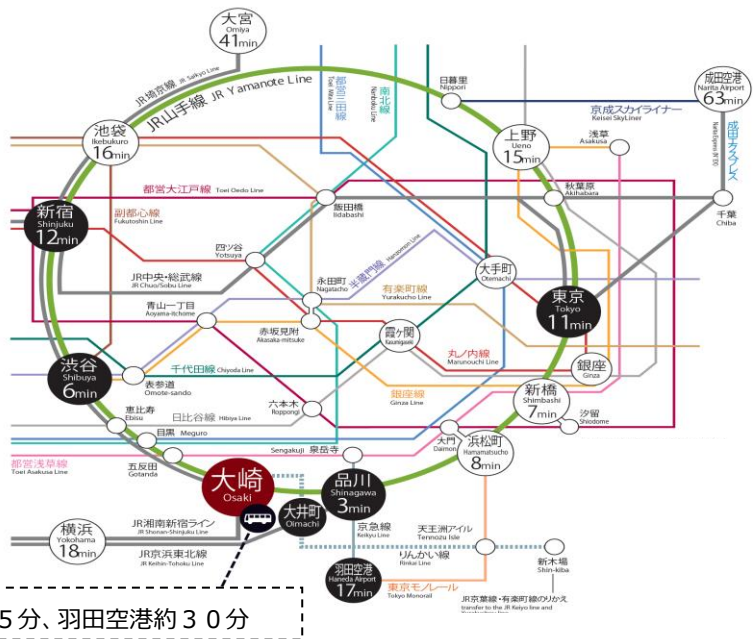 大宮
Omiya
41min
JR埼京線 JR Saikyo Line
JR山手線 JR Yamanote Line
都営三田線
Toei Mita Line
南北線
Nanboku Line
日暮里
Nippori
成田空港
Narita Airport
63min
京成スカイライナー
Keisei SkyLiner
成田エクスプレス
池袋
Ikebukuro
16min
上野
Ueno
15min
浅草
Asakusa
都営大江戸線 Toei Oedo Line
秋葉原
Akihabara
飯田橋
Iidabashi
千葉
Chiba
新宿
Shinjuku
12min
副都心線
Fukutoshin Line
四ツ谷
Yotsuya
半蔵門線 Hanzomon Line
大手町
Otemachi
JR中央・総武線
JR Chuo/Sobu Line
永田町
Nagatacho
有楽町線
Yurakucho Line
東京
Tokyo
11min
青山一丁目
Aoyama-itchome
赤坂見附
Akasaka-mitsuke
霞ヶ関
Kasumigaseki
丸ノ内線
Marunouchi Line
銀座
Ginza
渋谷
Shibuya
6min
千代田線 Chiyoda Line
表参道
Omote-sando
銀座線
Ginza Line
新橋
Shimbashi
7min
恵比寿
Ebisu
日比谷線 Hibiya Line
六本木
Roppongi
汐留
Shiodome
目黒 Meguro
大門
Daimon
浜松町
Hamamatsucho
8min
都営浅草線
Toei Asakusa Line
五反田
Gotanda
Sengakuji 泉岳寺
大崎
Osaki
品川
Shinagawa
3min
大井町
Oimachi
横浜
Yokohama
18min
JR湘南新宿ライン
JR Shonan-Shinjuku Line
JR京浜東北線
JR Keihin-Tohoku Line
京急線
Keikyu Line
天王洲アイル
Tennozu Isle
りんかい線
Rinkai Line
新木場
Shin-kiba
羽田空港
Haneda Airport
17min
東京モノレール
Tokyo Monorail
JR京葉線・有楽町線のりかえ
transfer to the JR Keiyo line and
5分、羽田空港約30分